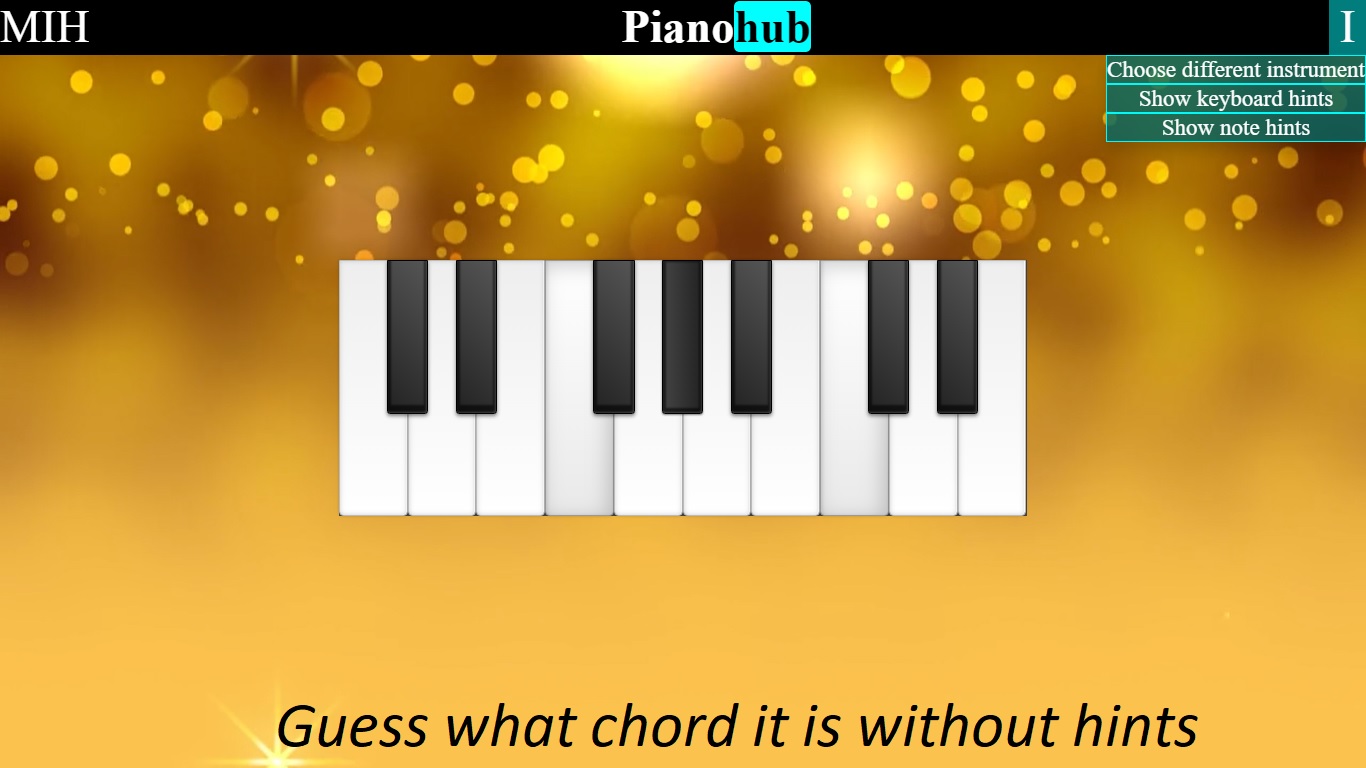 MIH
Pianohub
I
Choose different instrument
Show keyboard hints
Show note hints
Guess what chord it is without hints